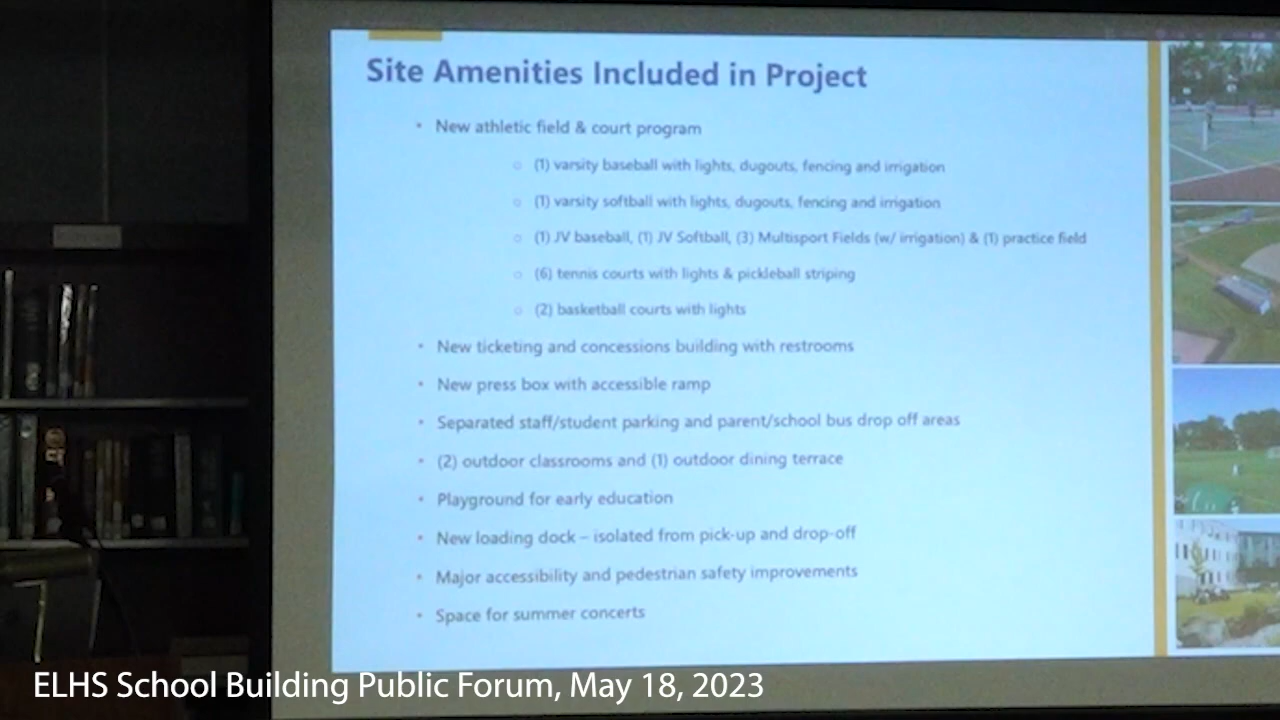 Site Amenities Included in Project
• New athletic field & court program
○ (1) varsity baseball with lights, dugouts, fencing and irrigation
○ (1) varsity softball with lights, dugouts, fencing and irrigation
○ (1) JV baseball, (1) JV Softball, (3) Multisport Fields (w/ irrigation) & (1) practice field
○ (6) tennis courts with lights & pickleball striping
○ (2) basketball courts with lights
• New ticketing and concessions building with restrooms
• New press box with accessible ramp
• Separated staff/student parking and parent/school bus drop off areas
• (2) outdoor classrooms and (1) outdoor dining terrace
• Playground for early education
• New loading dock – isolated from pick-up and drop-off
• Major accessibility and pedestrian safety improvements
• Space for summer concerts
ELHS School Building Public Forum, May 18, 2023